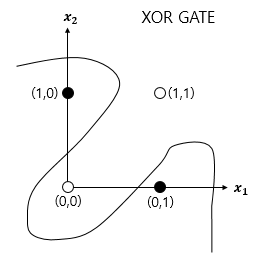 x₂ XOR GATE
(1,0) (1,1)
x₁
(0,0) (0,1)